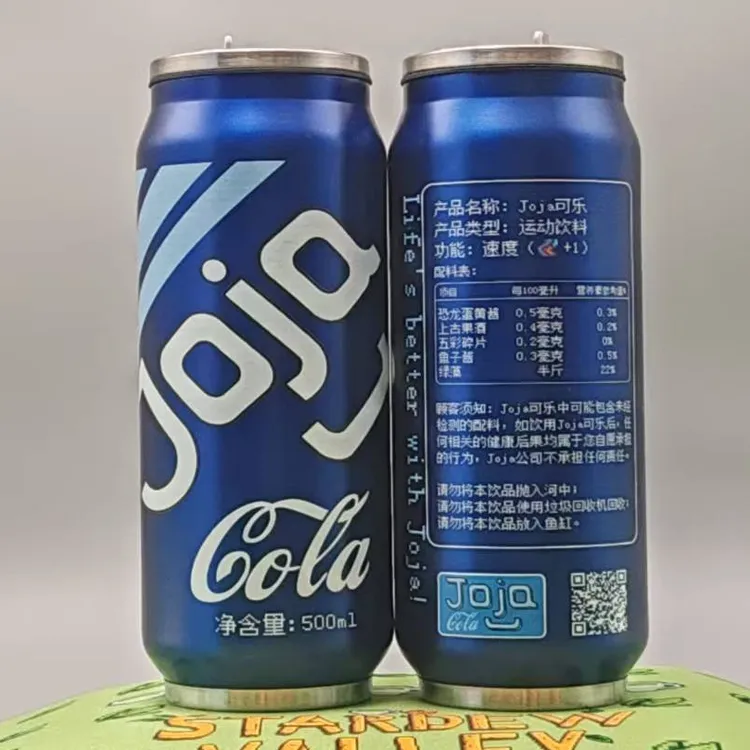 Joja
Cola
净含量:500ml
Life's better with Joja!
产品名称: Joja可乐
产品类型: 运动饮料
功能: 速度 ( +1)
配料表:
项目 每100毫升 营养素参考值%
恐龙蛋黄酱 0.5毫克 0.3%
上古果酒 0.4毫克 0.2%
五彩碎片 0.2毫克 0%
鱼子酱 0.3毫克 0.5%
绿藻 半斤 22%
顾客须知: Joja可乐中可能包含未经
检测的配料, 如饮用Joja可乐后, 任
何相关的健康后果均属于您自愿承担
的行为, Joja公司不承担任何责任。
请勿将本饮品抛入河中;
请勿将本饮品使用垃圾回收机回收;
请勿将本饮品放入鱼缸。
Joja
Cola
STARDEW
VALLEY